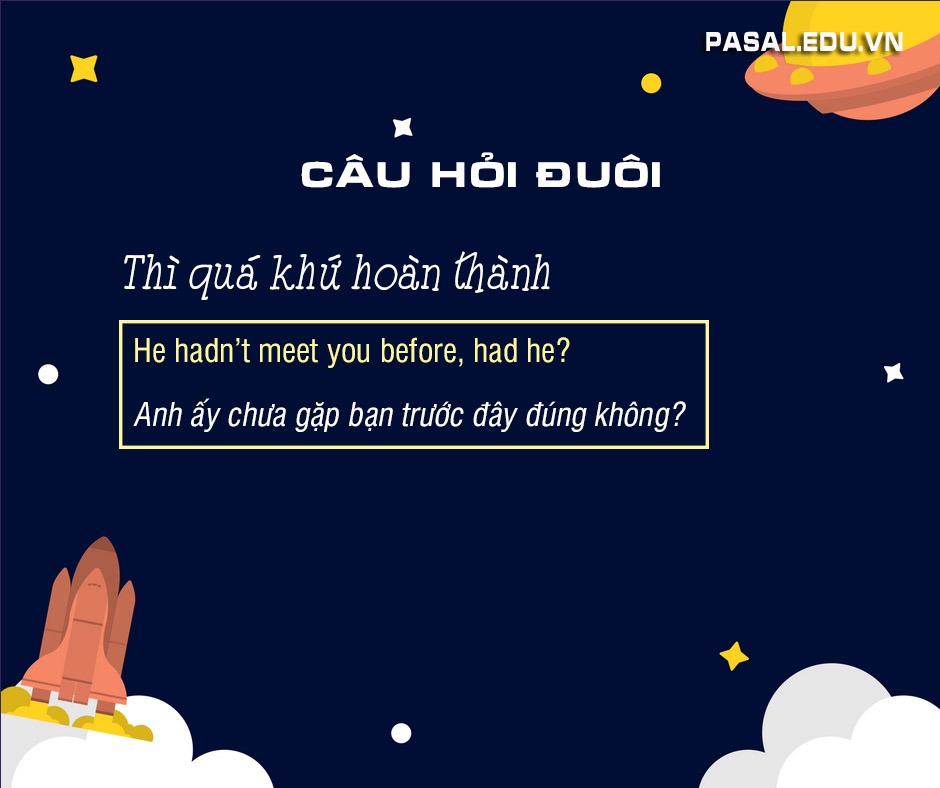 PASAL.EDU.VN
CÂU HỎI ĐUÔI
Thì quá khứ hoàn thành
He hadn't meet you before, had he?
Anh ấy chưa gặp bạn trước đây đúng không?